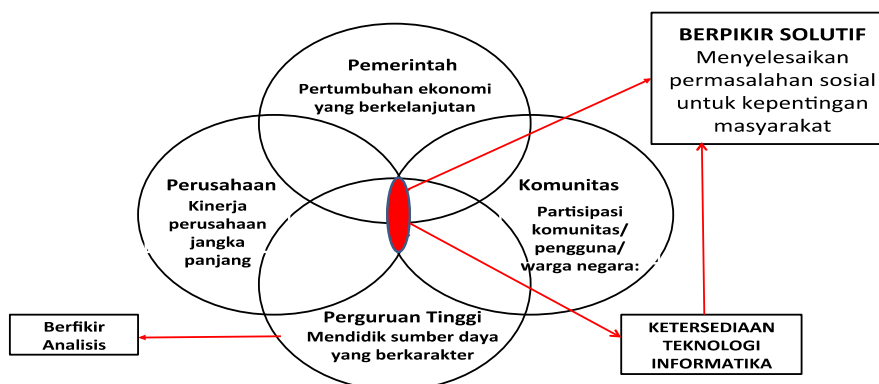 Pemerintah
Pertumbuhan ekonomi
yang berkelanjutan
BERPIKIR SOLUTIF
Menyelesaikan
permasalahan sosial
untuk kepentingan
masyarakat
Perusahaan
Kinerja
perusahaan
jangka
panjang
Komunitas
Partisipasi
komunitas/
pengguna/
warga negara:
Perguruan Tinggi
Mendidik sumber daya
yang berkarakter
Berfikir
Analisis
KETERSEDIAAN
TEKNOLOGI
INFORMATIKA